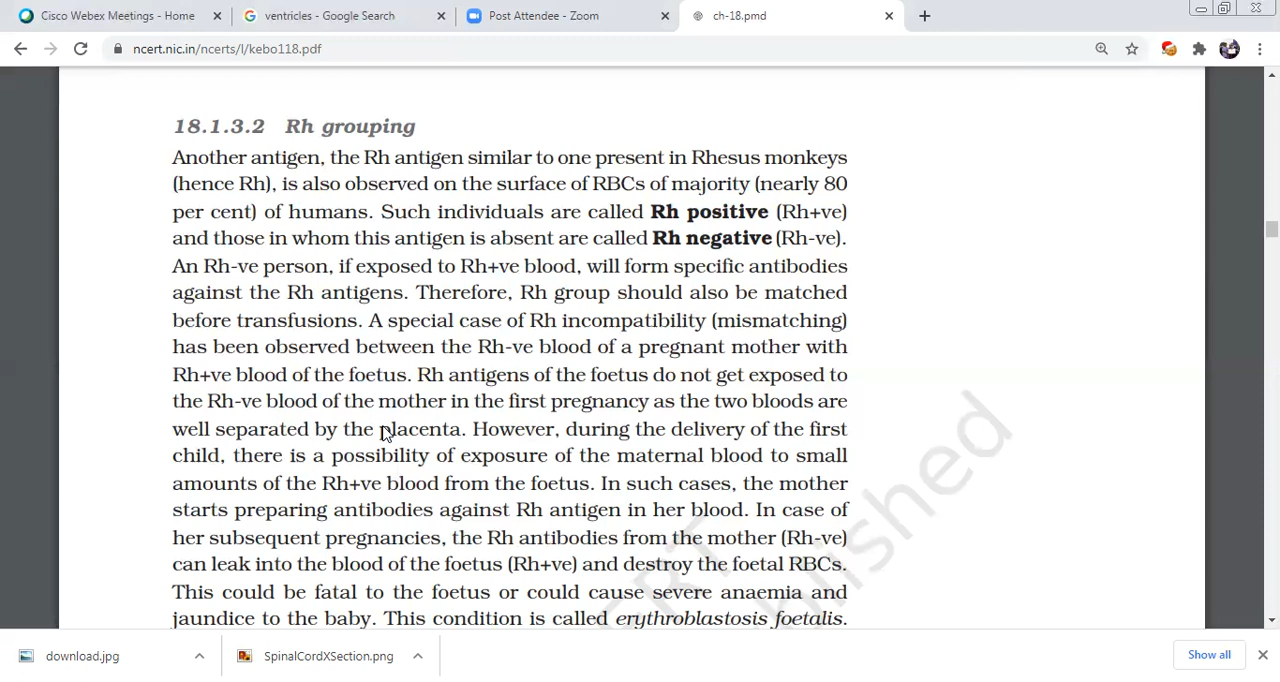 Cisco Webex Meetings - Home
ventricles - Google Search
Post Attendee - Zoom
ch-18.pmd
ncert.nic.in/ncerts/l/kebo118.pdf
18.1.3.2 Rh grouping
Another antigen, the Rh antigen similar to one present in Rhesus monkeys
(hence Rh), is also observed on the surface of RBCs of majority (nearly 80
per cent) of humans. Such individuals are called Rh positive (Rh+ve)
and those in whom this antigen is absent are called Rh negative (Rh-ve).
An Rh-ve person, if exposed to Rh+ve blood, will form specific antibodies
against the Rh antigens. Therefore, Rh group should also be matched
before transfusions. A special case of Rh incompatibility (mismatching)
has been observed between the Rh-ve blood of a pregnant mother with
Rh+ve blood of the foetus. Rh antigens of the foetus do not get exposed to
the Rh-ve blood of the mother in the first pregnancy as the two bloods are
well separated by the placenta. However, during the delivery of the first
child, there is a possibility of exposure of the maternal blood to small
amounts of the Rh+ve blood from the foetus. In such cases, the mother
starts preparing antibodies against Rh antigen in her blood. In case of
her subsequent pregnancies, the Rh antibodies from the mother (Rh-ve)
can leak into the blood of the foetus (Rh+ve) and destroy the foetal RBCs.
This could be fatal to the foetus or could cause severe anaemia and
jaundice to the baby. This condition is called erythroblastosis foetalis.
download.jpg
SpinalCordXSection.png
Show all